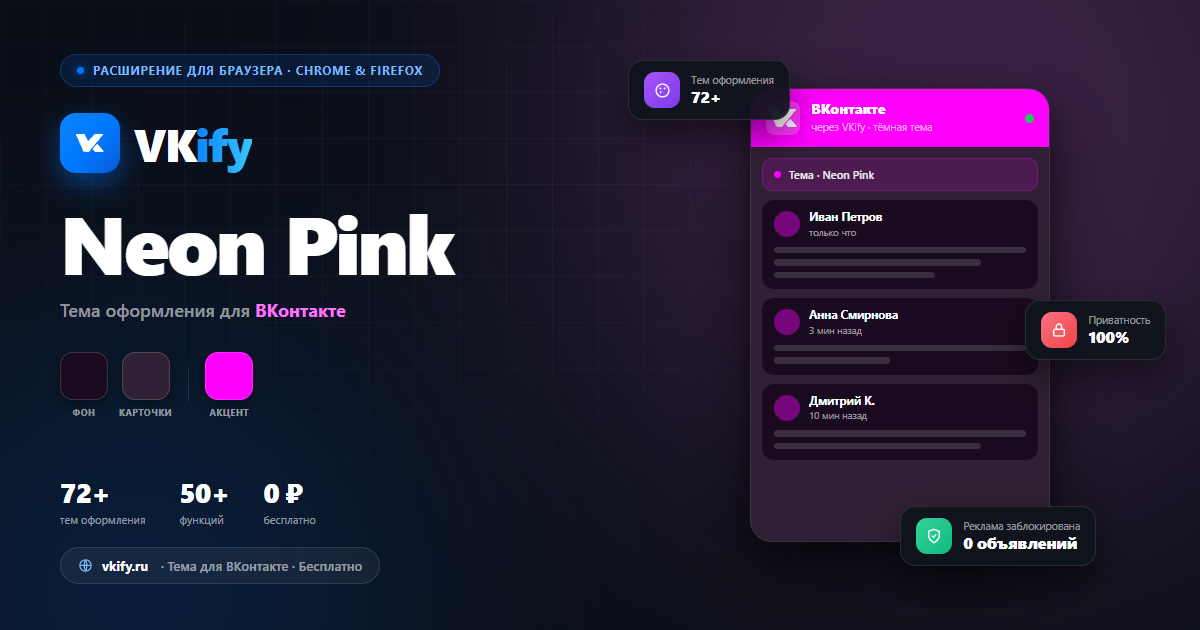 РАСШИРЕНИЕ ДЛЯ БРАУЗЕРА · CHROME & FIREFOX
VKify
Neon Pink
Тема оформления для ВКонтакте
ФОН
КАРТОЧКИ
АКЦЕНТ
72+
тем оформления
50+
функций
0 ₽
бесплатно
vkify.ru · Тема для ВКонтакте · Бесплатно
Тем оформления
72+
ВКонтакте
через VKify · тёмная тема
Тема · Neon Pink
Иван Петров
только что
Анна Смирнова
3 мин назад
Дмитрий К.
10 мин назад
Приватность
100%
Реклама заблокирована
0 объявлений